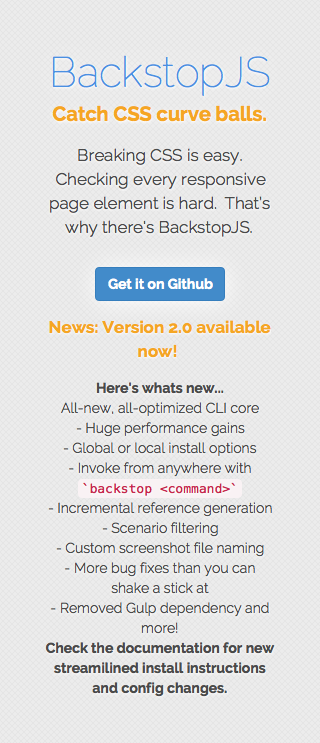 BackstopJS
Catch CSS curve balls.
Breaking CSS is easy.
Checking every responsive
page element is hard.  That's
why there's BackstopJS.
Get it on Github
News: Version 2.0 available
now!
Here's whats new...
All-new, all-optimized CLI core
- Huge performance gains
- Global or local install options
- Invoke from anywhere with
`backstop <command>`
- Incremental reference generation
- Scenario filtering
- Custom screenshot file naming
- More bug fixes than you can
shake a stick at
- Removed Gulp dependency and
more!
Check the documentation for new
streamilined install instructions
and config changes.